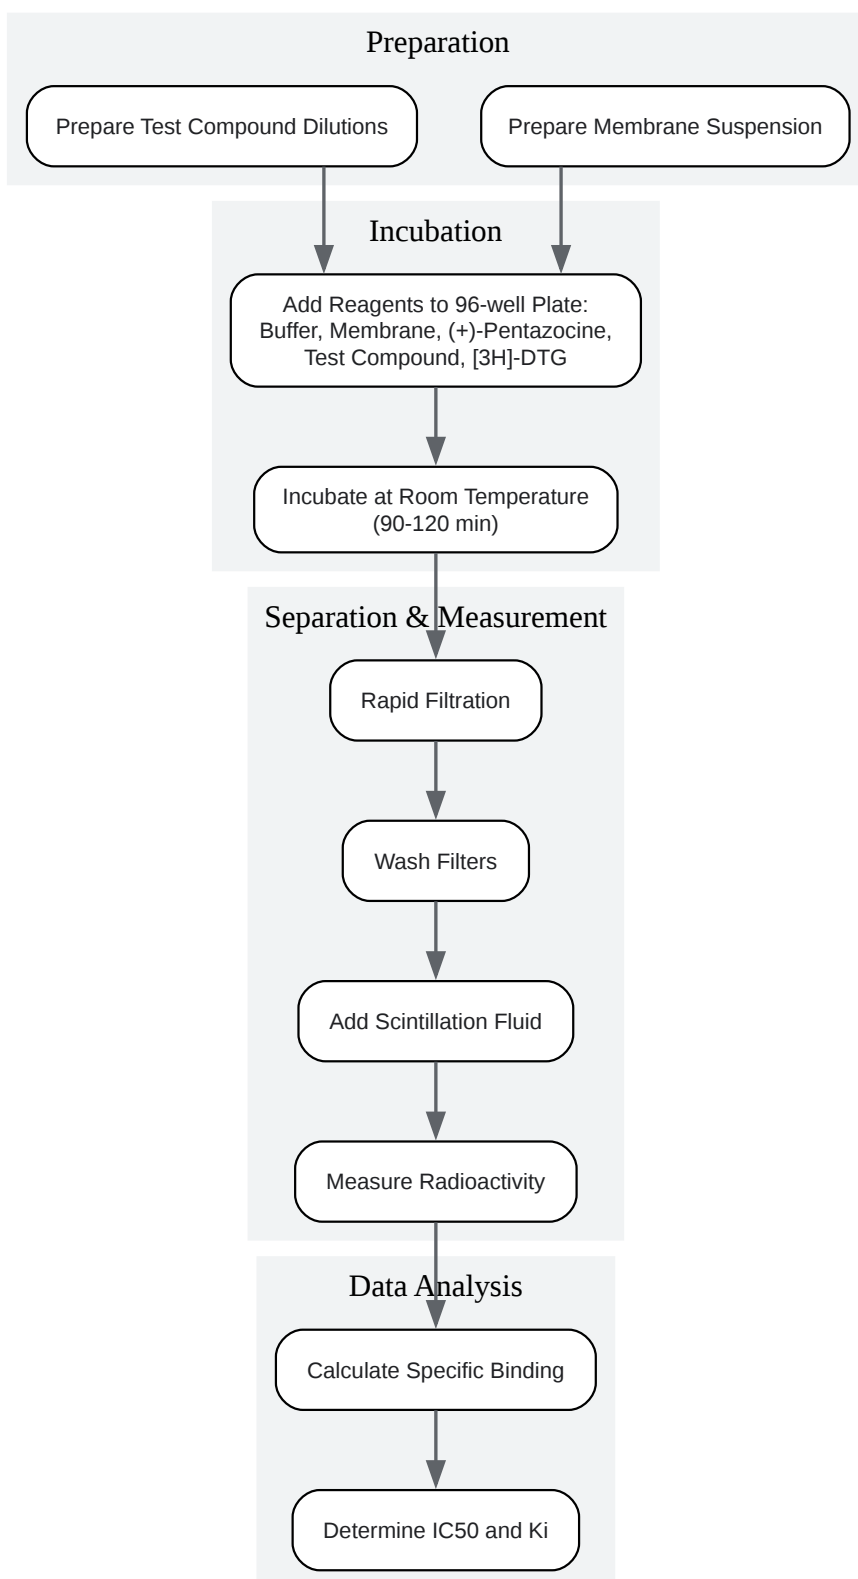 Preparation
Prepare Test Compound Dilutions
Prepare Membrane Suspension
Incubation
Add Reagents to 96-well Plate:
Buffer, Membrane, (+)-Pentazocine,
Test Compound, [3H]-DTG
Incubate at Room Temperature
(90-120 min)
Separation & Measurement
Rapid Filtration
Wash Filters
Add Scintillation Fluid
Measure Radioactivity
Data Analysis
Calculate Specific Binding
Determine IC50 and Ki